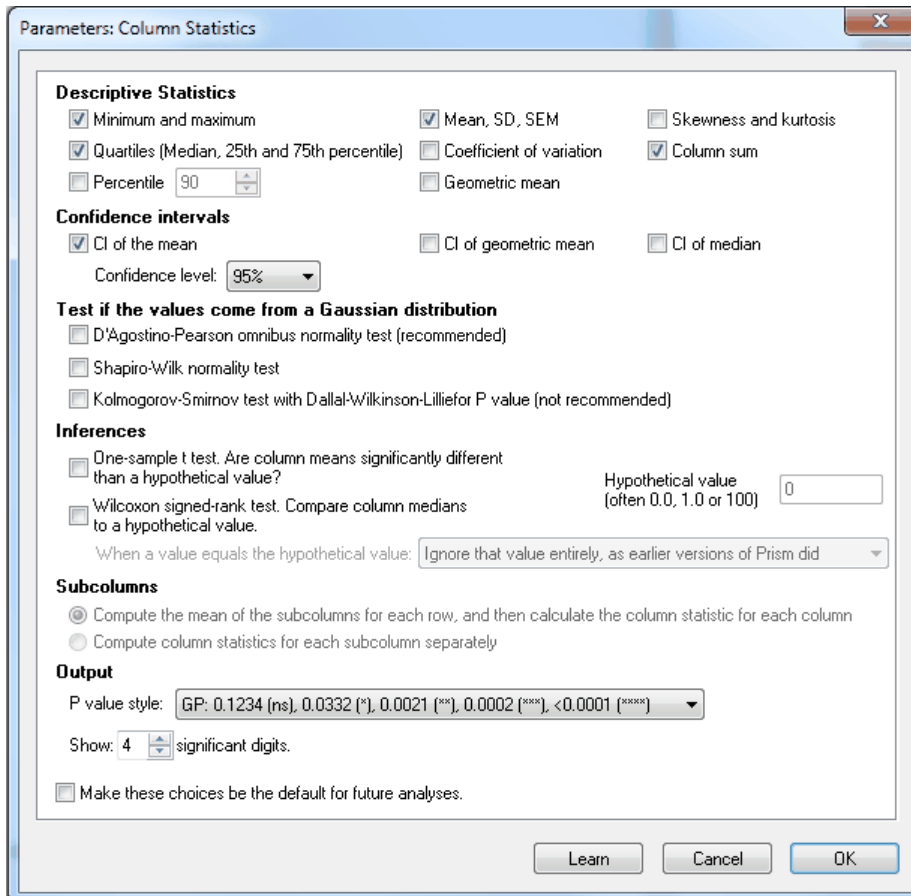 Parameters: Column Statistics
X
Descriptive Statistics
Minimum and maximum
Mean, SD, SEM
Skewness and kurtosis
Quartiles (Median, 25th and 75th percentile)
Coefficient of variation
Column sum
Percentile 90
Geometric mean
Confidence intervals
CI of the mean
CI of geometric mean
CI of median
Confidence level: 95%
Test if the values come from a Gaussian distribution
D'Agostino-Pearson omnibus normality test (recommended)
Shapiro-Wilk normality test
Kolmogorov-Smirnov test with Dallal-Wilkinson-Lilliefor P value (not recommended)
Inferences
One-sample t test. Are column means significantly different
than a hypothetical value?
Hypothetical value
(often 0.0, 1.0 or 100)
0
Wilcoxon signed-rank test. Compare column medians
to a hypothetical value.
When a value equals the hypothetical value: Ignore that value entirely, as earlier versions of Prism did
Subcolumns
Compute the mean of the subcolumns for each row, and then calculate the column statistic for each column
Compute column statistics for each subcolumn separately
Output
P value style: GP: 0.1234 (ns), 0.0332 (*), 0.0021 (**), 0.0002 (***), <0.0001 (****)
Show: 4 significant digits.
Make these choices be the default for future analyses.
Learn
Cancel
OK